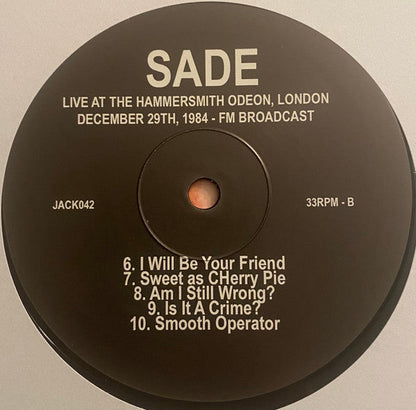 SADE
LIVE AT THE HAMMERSMITH ODEON, LONDON
DECEMBER 29TH, 1984 - FM BROADCAST
JACK042
33RPM - B
6. I Will Be Your Friend
7. Sweet as CHerry Pie
8. Am I Still Wrong?
9. Is It A Crime?
10. Smooth Operator